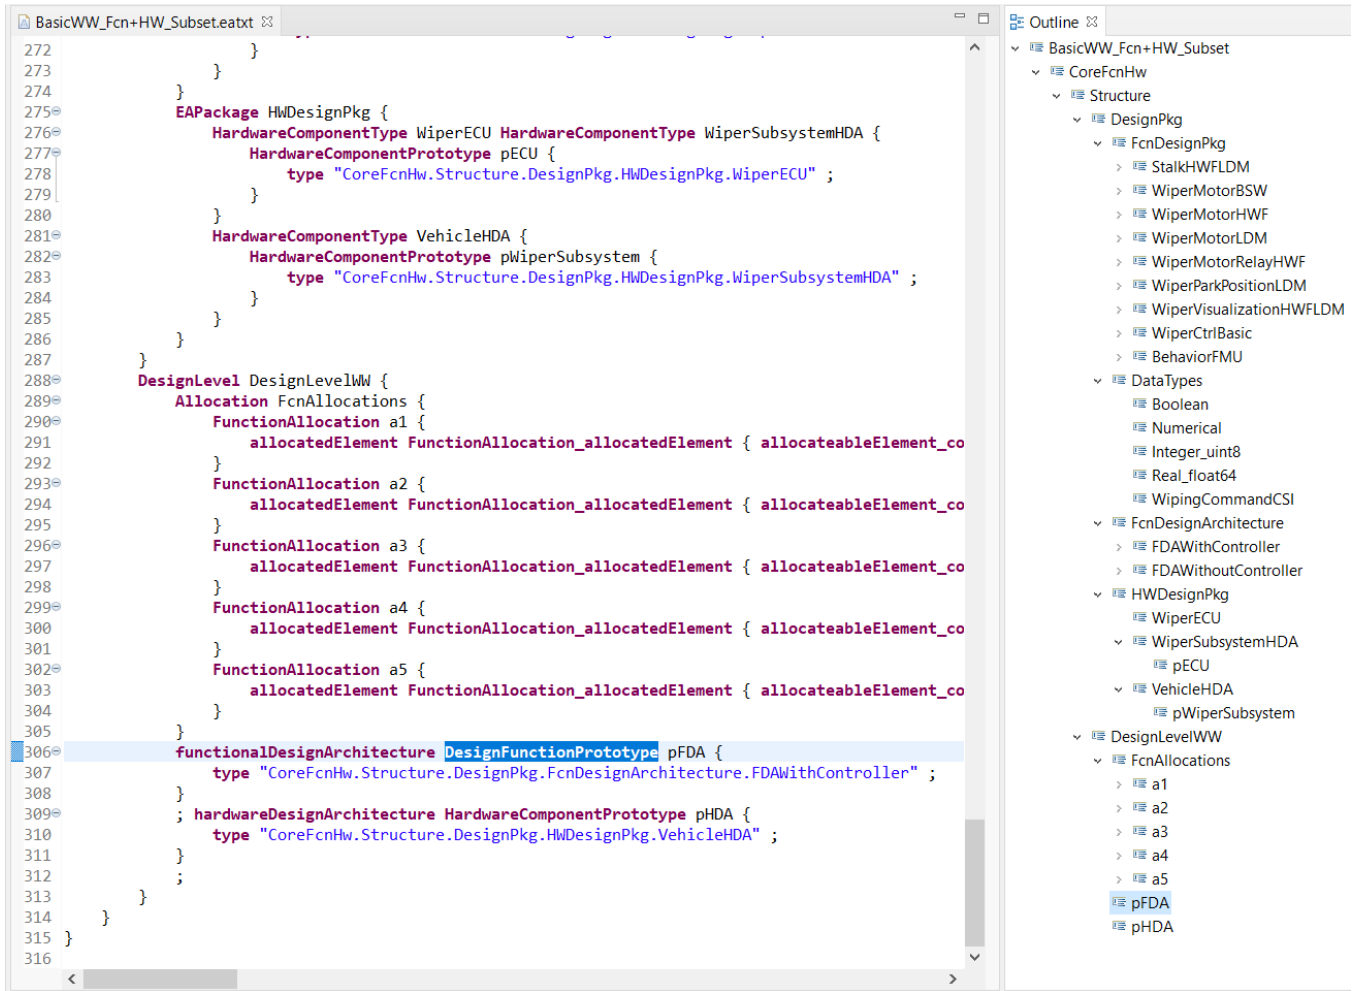 BasicWW_Fcn+HW_Subset.eatxt
272 }
273 }
274 }
275 EAPackage HWDesignPkg {
276 HardwareComponentType WiperECU HardwareComponentType WiperSubsystemHDA {
277 HardwareComponentPrototype pECU {
278 type "CoreFcnHw.Structure.DesignPkg.HWDesignPkg.WiperECU" ;
279 }
280 }
281 HardwareComponentType VehicleHDA {
282 HardwareComponentPrototype pWiperSubsystem {
283 type "CoreFcnHw.Structure.DesignPkg.HWDesignPkg.WiperSubsystemHDA" ;
284 }
285 }
286 }
287 }
288 DesignLevel DesignLevelWW {
289 Allocation FcnAllocations {
290 FunctionAllocation a1 {
291 allocatedElement FunctionAllocation_allocatedElement { allocateableElement_co
292 }
293 FunctionAllocation a2 {
294 allocatedElement FunctionAllocation_allocatedElement { allocateableElement_co
295 }
296 FunctionAllocation a3 {
297 allocatedElement FunctionAllocation_allocatedElement { allocateableElement_co
298 }
299 FunctionAllocation a4 {
300 allocatedElement FunctionAllocation_allocatedElement { allocateableElement_co
301 }
302 FunctionAllocation a5 {
303 allocatedElement FunctionAllocation_allocatedElement { allocateableElement_co
304 }
305 }
306 functionalDesignArchitecture DesignFunctionPrototype pFDA {
307 type "CoreFcnHw.Structure.DesignPkg.FcnDesignArchitecture.FDAWithController" ;
308 }
309 ; hardwareDesignArchitecture HardwareComponentPrototype pHDA {
310 type "CoreFcnHw.Structure.DesignPkg.HWDesignPkg.VehicleHDA" ;
311 }
312 ;
313 }
314 }
315 }
316
Outline
BasicWW_Fcn+HW_Subset
CoreFcnHw
Structure
DesignPkg
FcnDesignPkg
StalkHWFLDM
WiperMotorBSW
WiperMotorHWF
WiperMotorLDM
WiperMotorRelayHWF
WiperParkPositionLDM
WiperVisualizationHWFLDM
WiperCtrlBasic
BehaviorFMU
DataTypes
Boolean
Numerical
Integer_uint8
Real_float64
WipingCommandCSI
FcnDesignArchitecture
FDAWithController
FDAWithoutController
HWDesignPkg
WiperECU
WiperSubsystemHDA
pECU
VehicleHDA
pWiperSubsystem
DesignLevelWW
FcnAllocations
a1
a2
a3
a4
a5
pFDA
pHDA